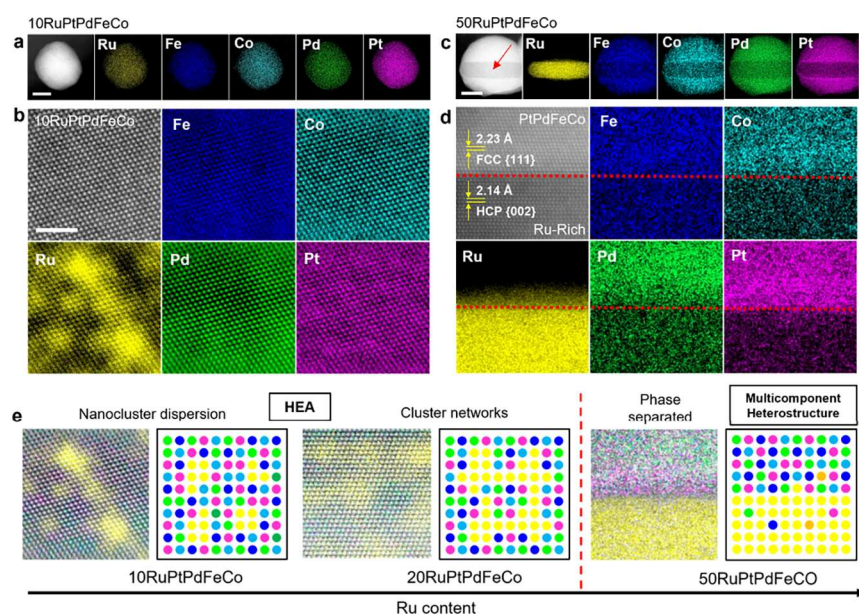 10RuPtPdFeCo
a
Ru
Fe
Co
Pd
Pt
50RuPtPdFeCo
c
Ru
Fe
Co
Pd
Pt
b
10RuPtPdFeCo
Fe
Co
Ru
Pd
Pt
d
PtPdFeCo
2.23 Å
FCC {111}
2.14 Å
HCP {002}
Ru-Rich
Fe
Co
Ru
Pd
Pt
e
Nanocluster dispersion
HEA
Cluster networks
Phase
separated
Multicomponent
Heterostructure
10RuPtPdFeCo
20RuPtPdFeCo
50RuPtPdFeCO
Ru content